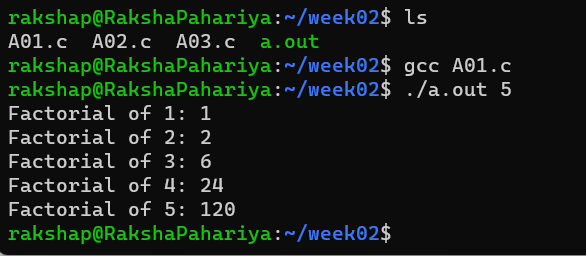 rakshap@RakshaPahariya:~/week02$ ls
A01.c  A02.c  A03.c  a.out
rakshap@RakshaPahariya:~/week02$ gcc A01.c
rakshap@RakshaPahariya:~/week02$ ./a.out 5
Factorial of 1: 1
Factorial of 2: 2
Factorial of 3: 6
Factorial of 4: 24
Factorial of 5: 120
rakshap@RakshaPahariya:~/week02$